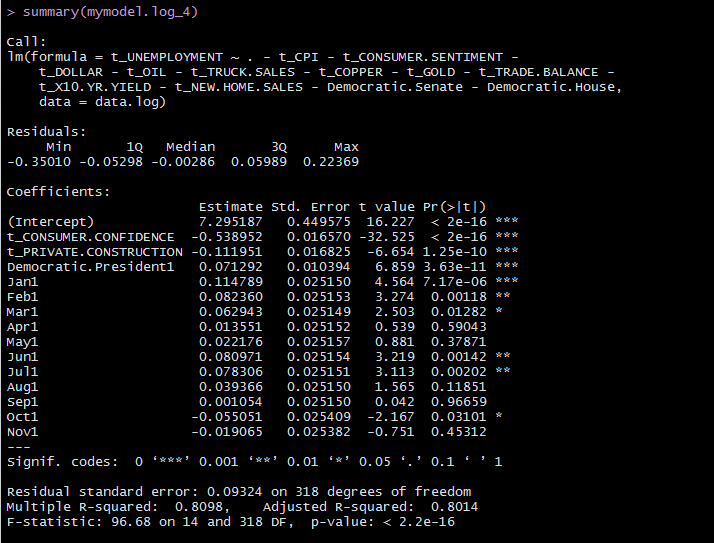 > summary(mymodel.log_4)
Call:
lm(formula = t_UNEMPLOYMENT ~ . - t_CPI - t_CONSUMER.SENTIMENT -
    t_DOLLAR - t_OIL - t_TRUCK.SALES - t_COPPER - t_GOLD - t_TRADE.BALANCE -
    t_X10.YR.YIELD - t_NEW.HOME.SALES - Democratic.Senate - Democratic.House,
    data = data.log)
Residuals:
     Min       1Q   Median       3Q      Max
-0.35010 -0.05298 -0.00286  0.05989  0.22369
Coefficients:
                        Estimate Std. Error t value Pr(>|t|)
(Intercept)             7.295187   0.449575  16.227  < 2e-16 ***
t_CONSUMER.CONFIDENCE  -0.538952   0.016570 -32.525  < 2e-16 ***
t_PRIVATE.CONSTRUCTION -0.111951   0.016825  -6.654 1.25e-10 ***
Democratic.President1   0.071292   0.010394   6.859 3.63e-11 ***
Jan1                    0.114789   0.025150   4.564 7.17e-06 ***
Feb1                    0.082360   0.025153   3.274  0.00118 **
Mar1                    0.062943   0.025149   2.503  0.01282 *
Apr1                    0.013551   0.025152   0.539  0.59043
May1                    0.022176   0.025157   0.881  0.37871
Jun1                    0.080971   0.025154   3.219  0.00142 **
Jul1                    0.078306   0.025151   3.113  0.00202 **
Aug1                    0.039366   0.025150   1.565  0.11851
Sep1                    0.001054   0.025150   0.042  0.96659
Oct1                   -0.055051   0.025409  -2.167  0.03101 *
Nov1                   -0.019065   0.025382  -0.751  0.45312
---
Signif. codes:  0 ‘***’ 0.001 ‘**’ 0.01 ‘*’ 0.05 ‘.’ 0.1 ‘ ’ 1
Residual standard error: 0.09324 on 318 degrees of freedom
Multiple R-squared:  0.8098,    Adjusted R-squared:  0.8014
F-statistic: 96.68 on 14 and 318 DF,  p-value: < 2.2e-16